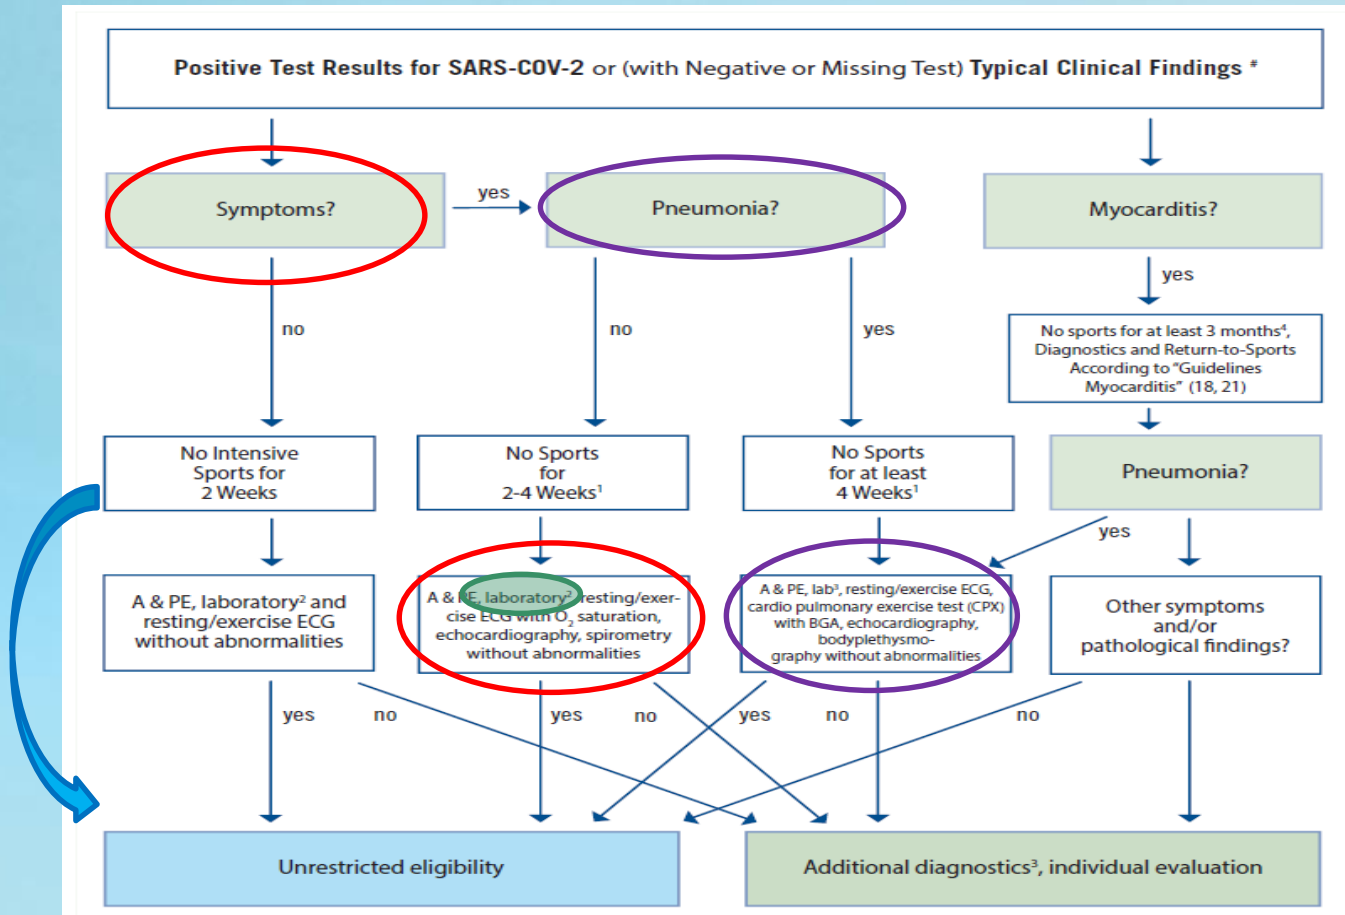 Positive Test Results for SARS-COV-2 or (with Negative or Missing Test) Typical Clinical Findings #
Symptoms?
yes
Pneumonia?
Myocarditis?
yes
no
no
yes
No sports for at least 3 months⁴,
Diagnostics and Return-to-Sports
According to “Guidelines
Myocarditis” (18, 21)
No Intensive
Sports for
2 Weeks
No Sports
for
2-4 Weeks¹
No Sports
for at least
4 Weeks¹
Pneumonia?
yes
A & PE, laboratory² and
resting/exercise ECG
without abnormalities
A & PE, laboratory², resting/exer-
cise ECG with O₂ saturation,
echocardiography, spirometry
without abnormalities
A & PE, lab³, resting/exercise ECG,
cardio pulmonary exercise test (CPX)
with BGA, echocardiography,
bodyplethysmo-
graphy without abnormalities
Other symptoms
and/or
pathological findings?
yes
no
yes
no
yes
no
no
Unrestricted eligibility
Additional diagnostics³, individual evaluation